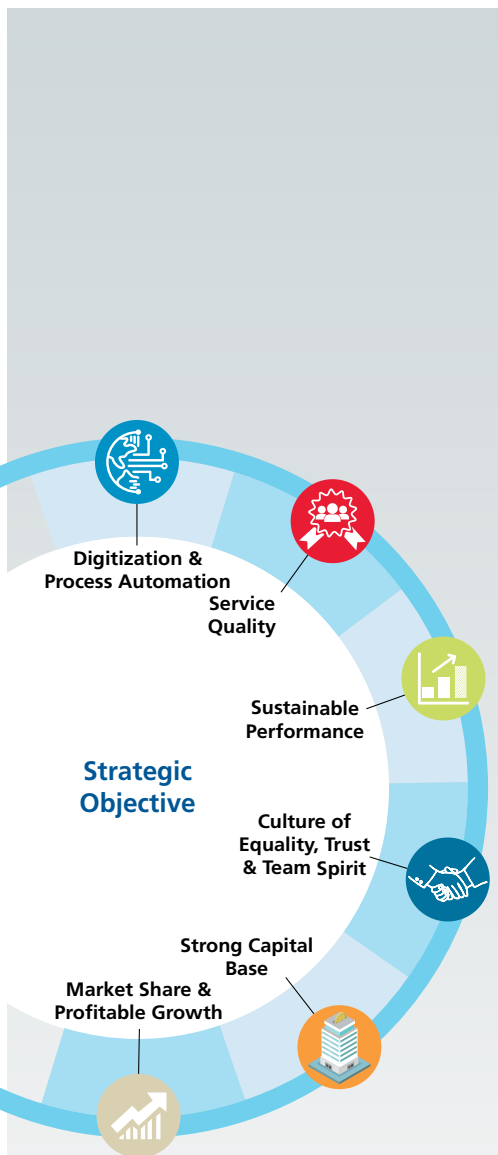 Digitization &
Process Automation
Service
Quality
Sustainable
Performance
Strategic
Objective
Culture of
Equality, Trust
& Team Spirit
Strong Capital
Base
Market Share &
Profitable Growth